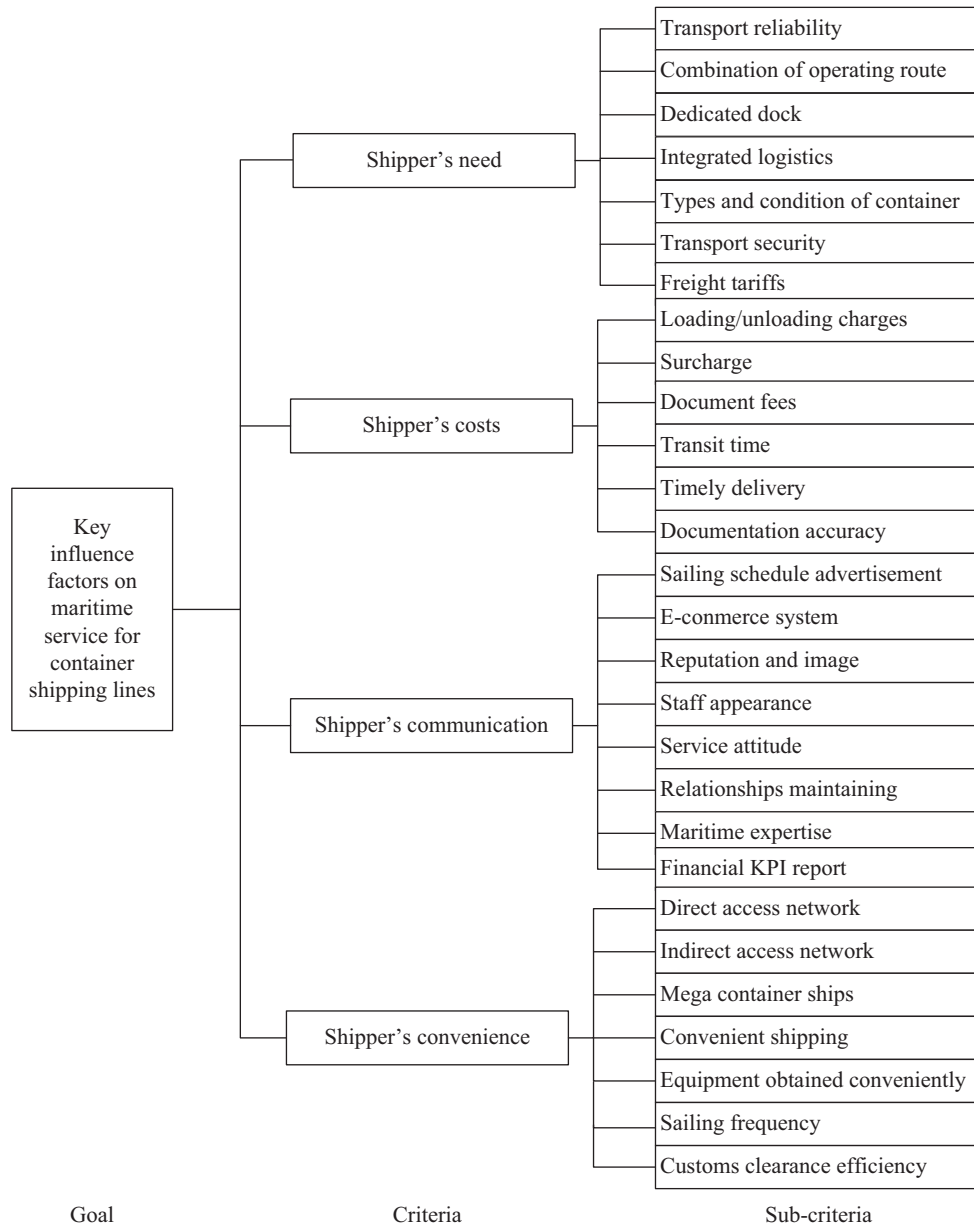 Key
influence
factors on
maritime
service for
container
shipping lines
Shipper's need
Transport reliability
Combination of operating route
Dedicated dock
Integrated logistics
Types and condition of container
Transport security
Freight tariffs
Shipper's costs
Loading/unloading charges
Surcharge
Document fees
Transit time
Timely delivery
Documentation accuracy
Shipper's communication
Sailing schedule advertisement
E-conmerce system
Reputation and image
Staff appearance
Service attitude
Relationships maintaining
Maritime expertise
Financial KPI report
Shipper's convenience
Direct access network
Indirect access network
Mega container ships
Convenient shipping
Equipment obtained conveniently
Sailing frequency
Customs clearance efficiency
Goal
Criteria
Sub-criteria